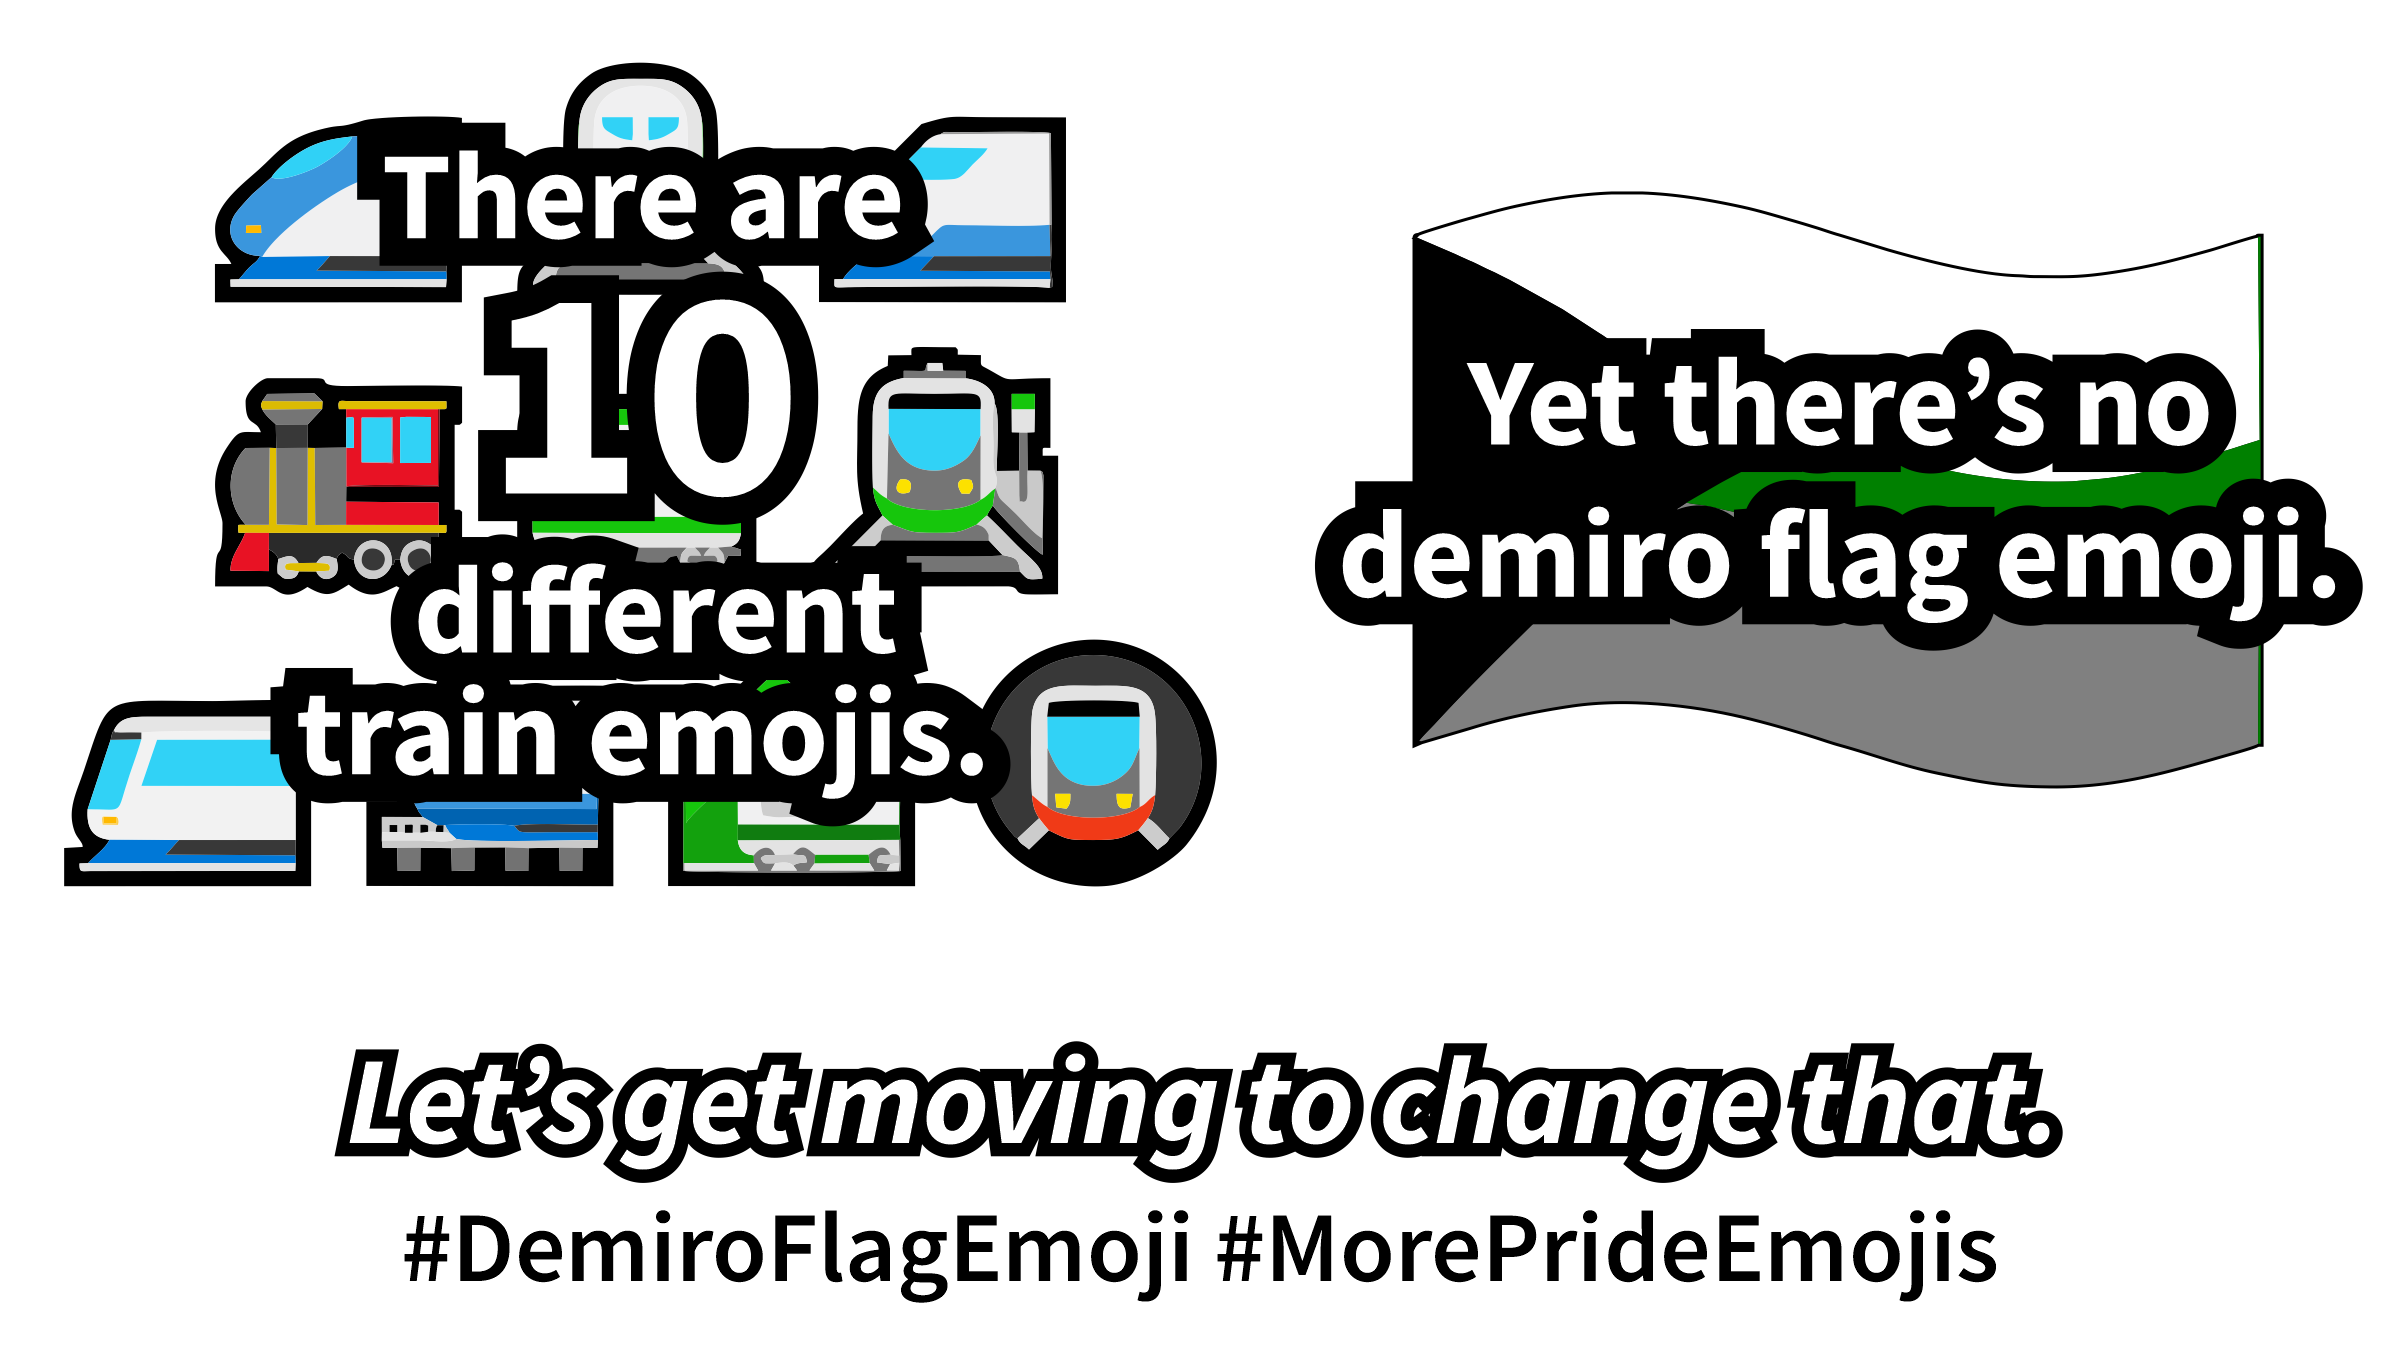 There are
10
different
train emojis.
Yet there’s no
demiro flag emoji.
Let’s get moving to change that.
#DemiroFlagEmoji #MorePrideEmojis